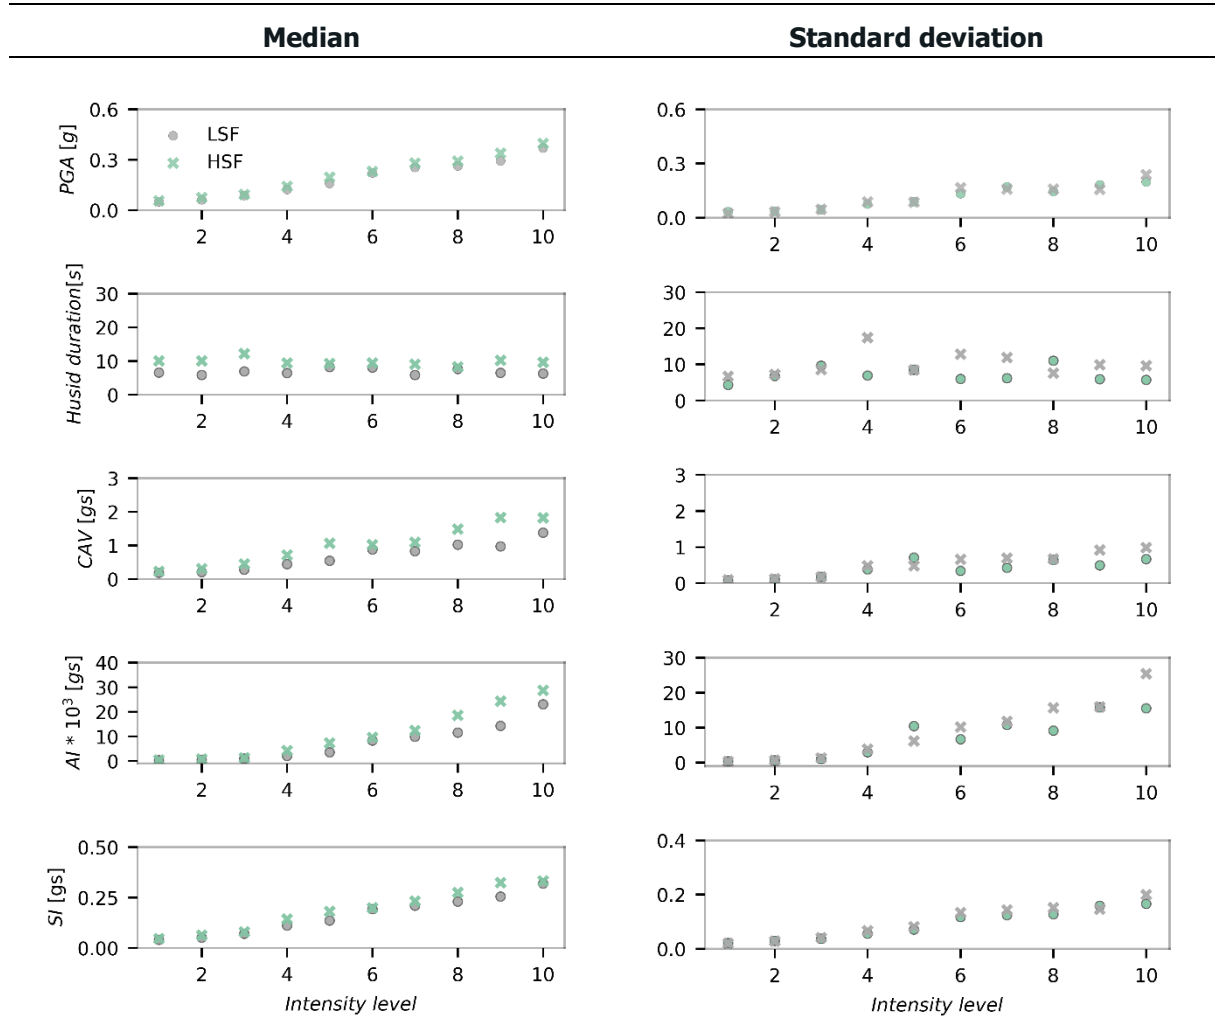 Median Standard deviation
PGA [g]
0.6
0.3
0.0
LSF
HSF
2 4 6 8 10
0.6
0.3
0.0
2 4 6 8 10
Husid duration[s]
30
20
10
0
2 4 6 8 10
30
20
10
0
2 4 6 8 10
CAV [gs]
3
2
1
0
2 4 6 8 10
3
2
1
0
2 4 6 8 10
AI * 10³ [gs]
40
30
20
10
0
2 4 6 8 10
30
20
10
0
2 4 6 8 10
SI [gs]
0.50
0.25
0.00
2 4 6 8 10
Intensity level
0.4
0.2
0.0
2 4 6 8 10
Intensity level